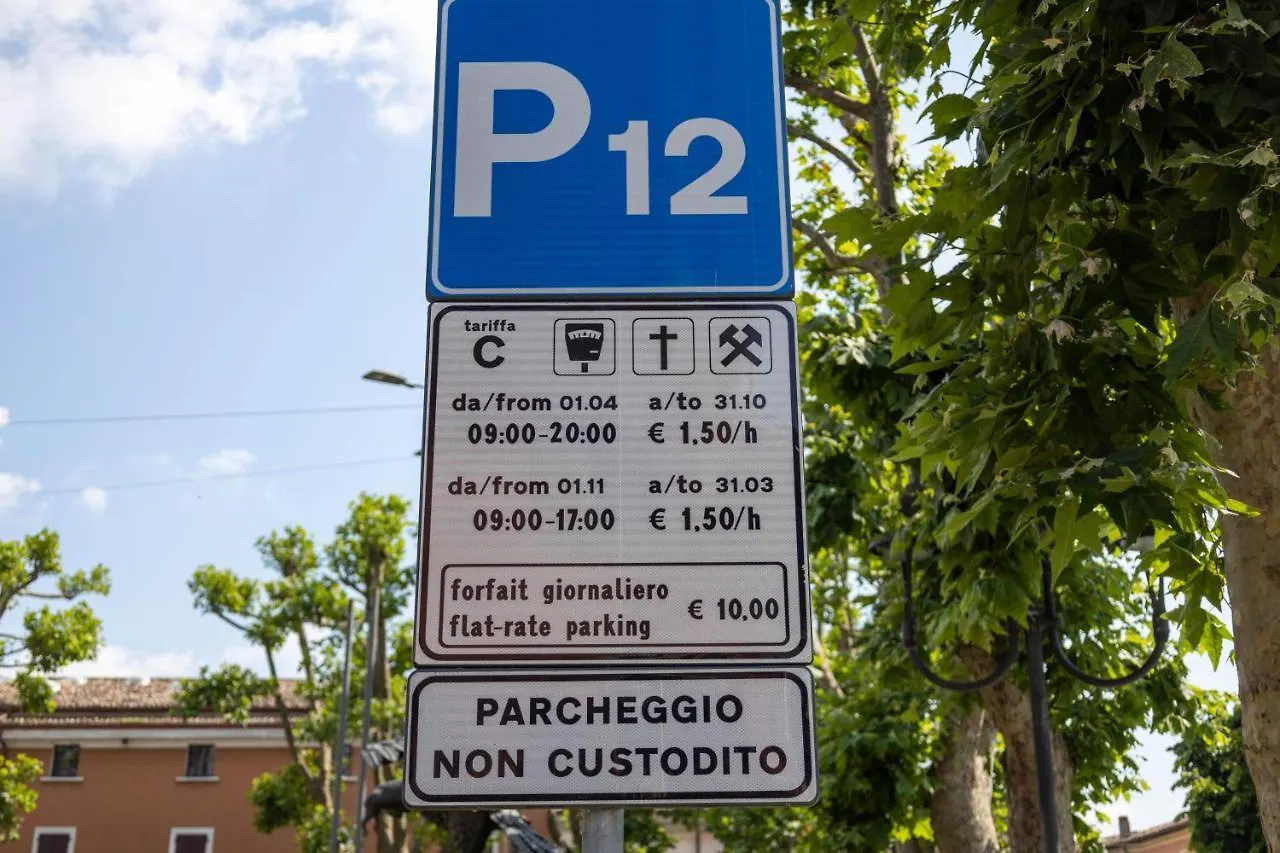 P 12
tariffa
C
da/from 01.04 a/to 31.10
09:00-20:00 € 1,50/h
da/from 01.11 a/to 31.03
09:00-17:00 € 1,50/h
forfait giornaliero
flat-rate parking € 10,00
PARCHEGGIO
NON CUSTODITO